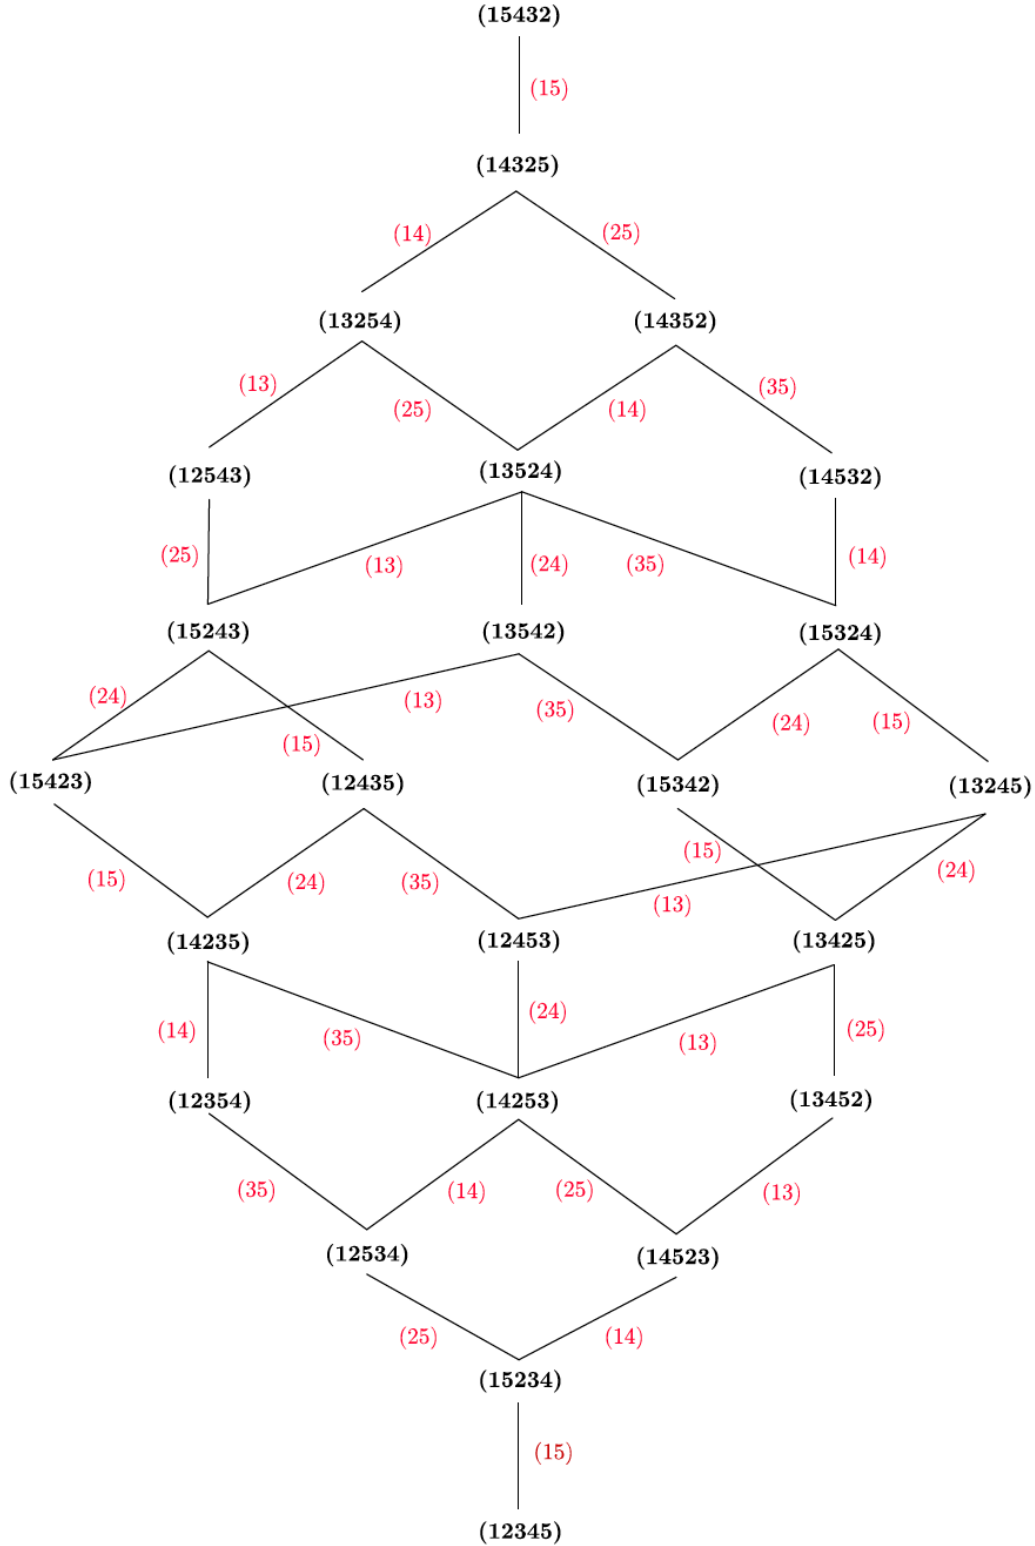 (15432)
(15)
(14325)
(14) (25)
(13254) (14352)
(13) (25) (14) (35)
(12543) (13524) (14532)
(25) (13) (24) (35) (14)
(15243) (13542) (15324)
(24) (15) (13) (35) (24) (15)
(15423) (12435) (15342) (13245)
(15) (24) (35) (15) (13) (24)
(14235) (12453) (13425)
(14) (35) (24) (13) (25)
(12354) (14253) (13452)
(35) (14) (25) (13)
(12534) (14523)
(25) (14)
(15234)
(15)
(12345)